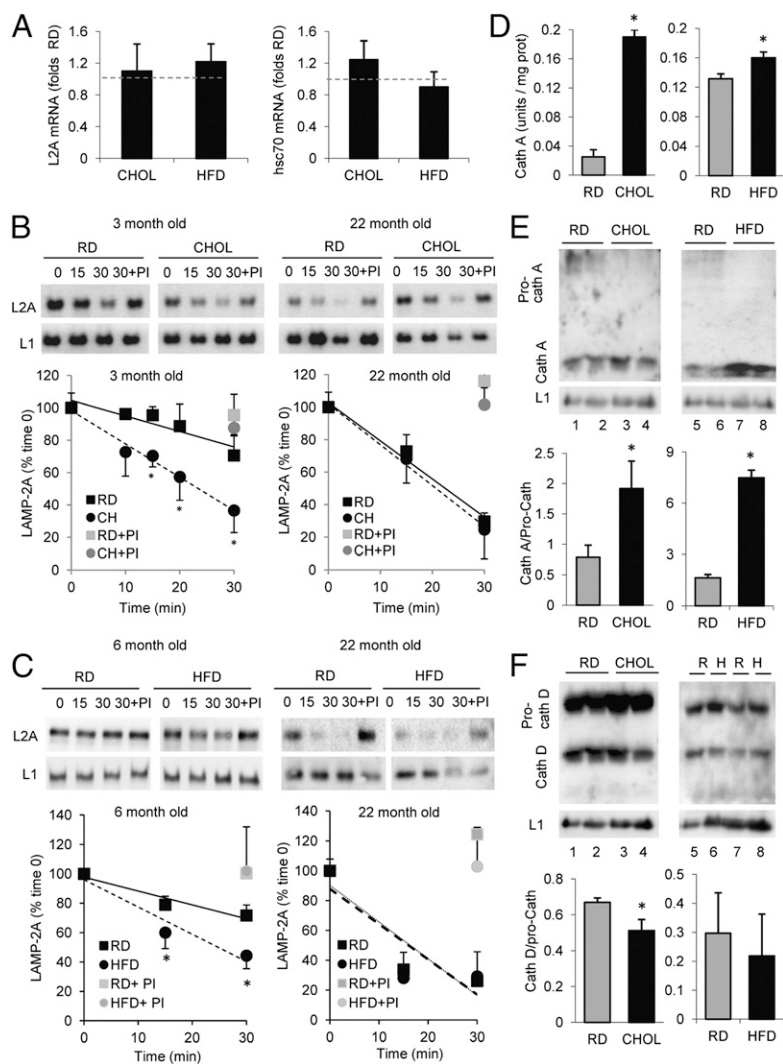 A
L2A mRNA (folds RD)
1.6
1.2
0.8
0.4
0
CHOL HFD
hsc70 mRNA (folds RD)
1.6
1.2
0.8
0.4
0
CHOL HFD
B
3 month old
RD CHOL
0 15 30 30+PI 0 15 30 30+PI
L2A
L1
22 month old
RD CHOL
0 15 30 30+PI 0 15 30 30+PI
3 month old
LAMP-2A (% time 0)
120
100
80
60
40
20
0
RD
CH
RD+PI
CH+PI
* * *
0 10 20 30
Time (min)
22 month old
LAMP-2A (% time 0)
120
100
80
60
40
20
0
RD
CH
RD+PI
CH+PI
0 10 20 30
Time (min)
C
6 month old
RD HFD
0 15 30 30+PI 0 15 30 30+PI
L2A
L1
22 month old
RD HFD
0 15 30 30+PI 0 15 30 30+PI
6 month old
LAMP-2A (% time 0)
140
120
100
80
60
40
20
0
RD
HFD
RD+ PI
HFD+ PI
* *
0 10 20 30
Time (min)
22 month old
LAMP-2A (% time 0)
140
120
100
80
60
40
20
0
RD
HFD
RD+PI
HFD+PI
0 10 20 30
Time (min)
D
Cath A (units / mg prot)
0.2
0.16
0.12
0.08
0.04
0
*
RD CHOL
0.2
0.16
0.12
0.08
0.04
0
*
RD HFD
E
RD CHOL RD HFD
Pro-
cath A
Cath A
L1
1 2 3 4 5 6 7 8
Cath A/Pro-Cath
2.5
2
1.5
1
0.5
0
*
RD CHOL
9
6
3
0
*
RD HFD
F
RD CHOL R H R H
Pro-
cath D
Cath D
L1
1 2 3 4 5 6 7 8
Cath D/pro-Cath
0.8
0.6
0.4
0.2
0
*
RD CHOL
0.5
0.4
0.3
0.2
0.1
0
RD HFD